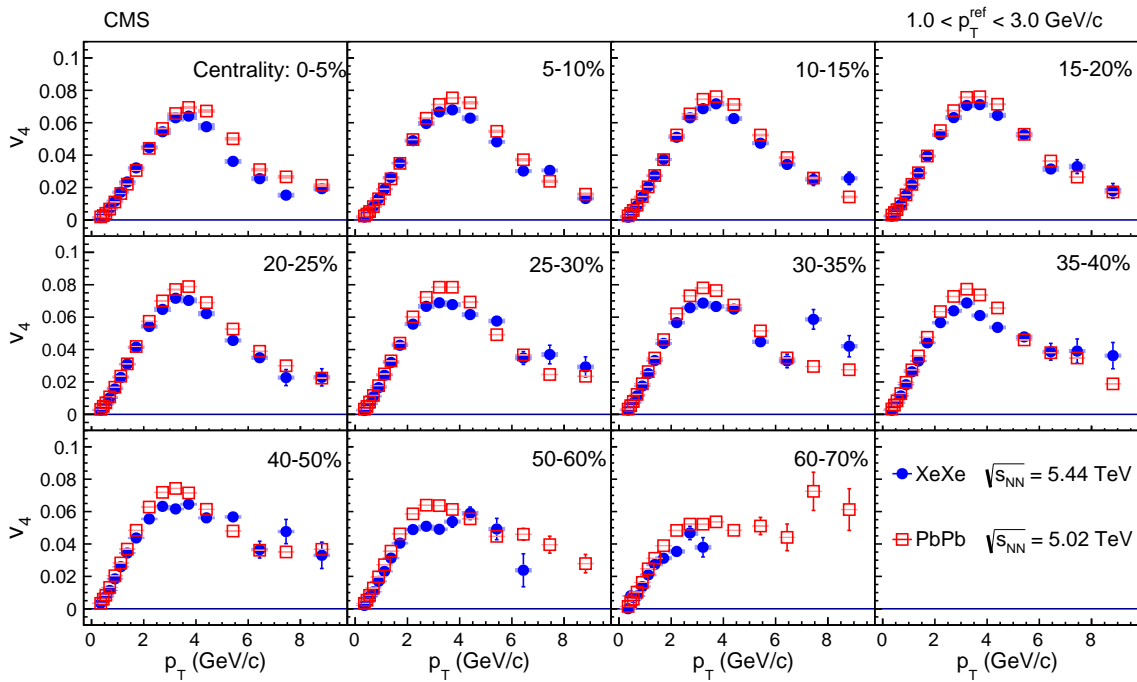 CMS
1.0 < p_T^ref < 3.0 GeV/c
Centrality: 0-5%
5-10%
10-15%
15-20%
v_4
0.1
0.08
0.06
0.04
0.02
0
20-25%
25-30%
30-35%
35-40%
v_4
0.1
0.08
0.06
0.04
0.02
0
40-50%
50-60%
60-70%
XeXe √s_NN = 5.44 TeV
PbPb √s_NN = 5.02 TeV
v_4
0.1
0.08
0.06
0.04
0.02
0
0 2 4 6 8
0 2 4 6 8
0 2 4 6 8
0 2 4 6 8
p_T (GeV/c)
p_T (GeV/c)
p_T (GeV/c)
p_T (GeV/c)